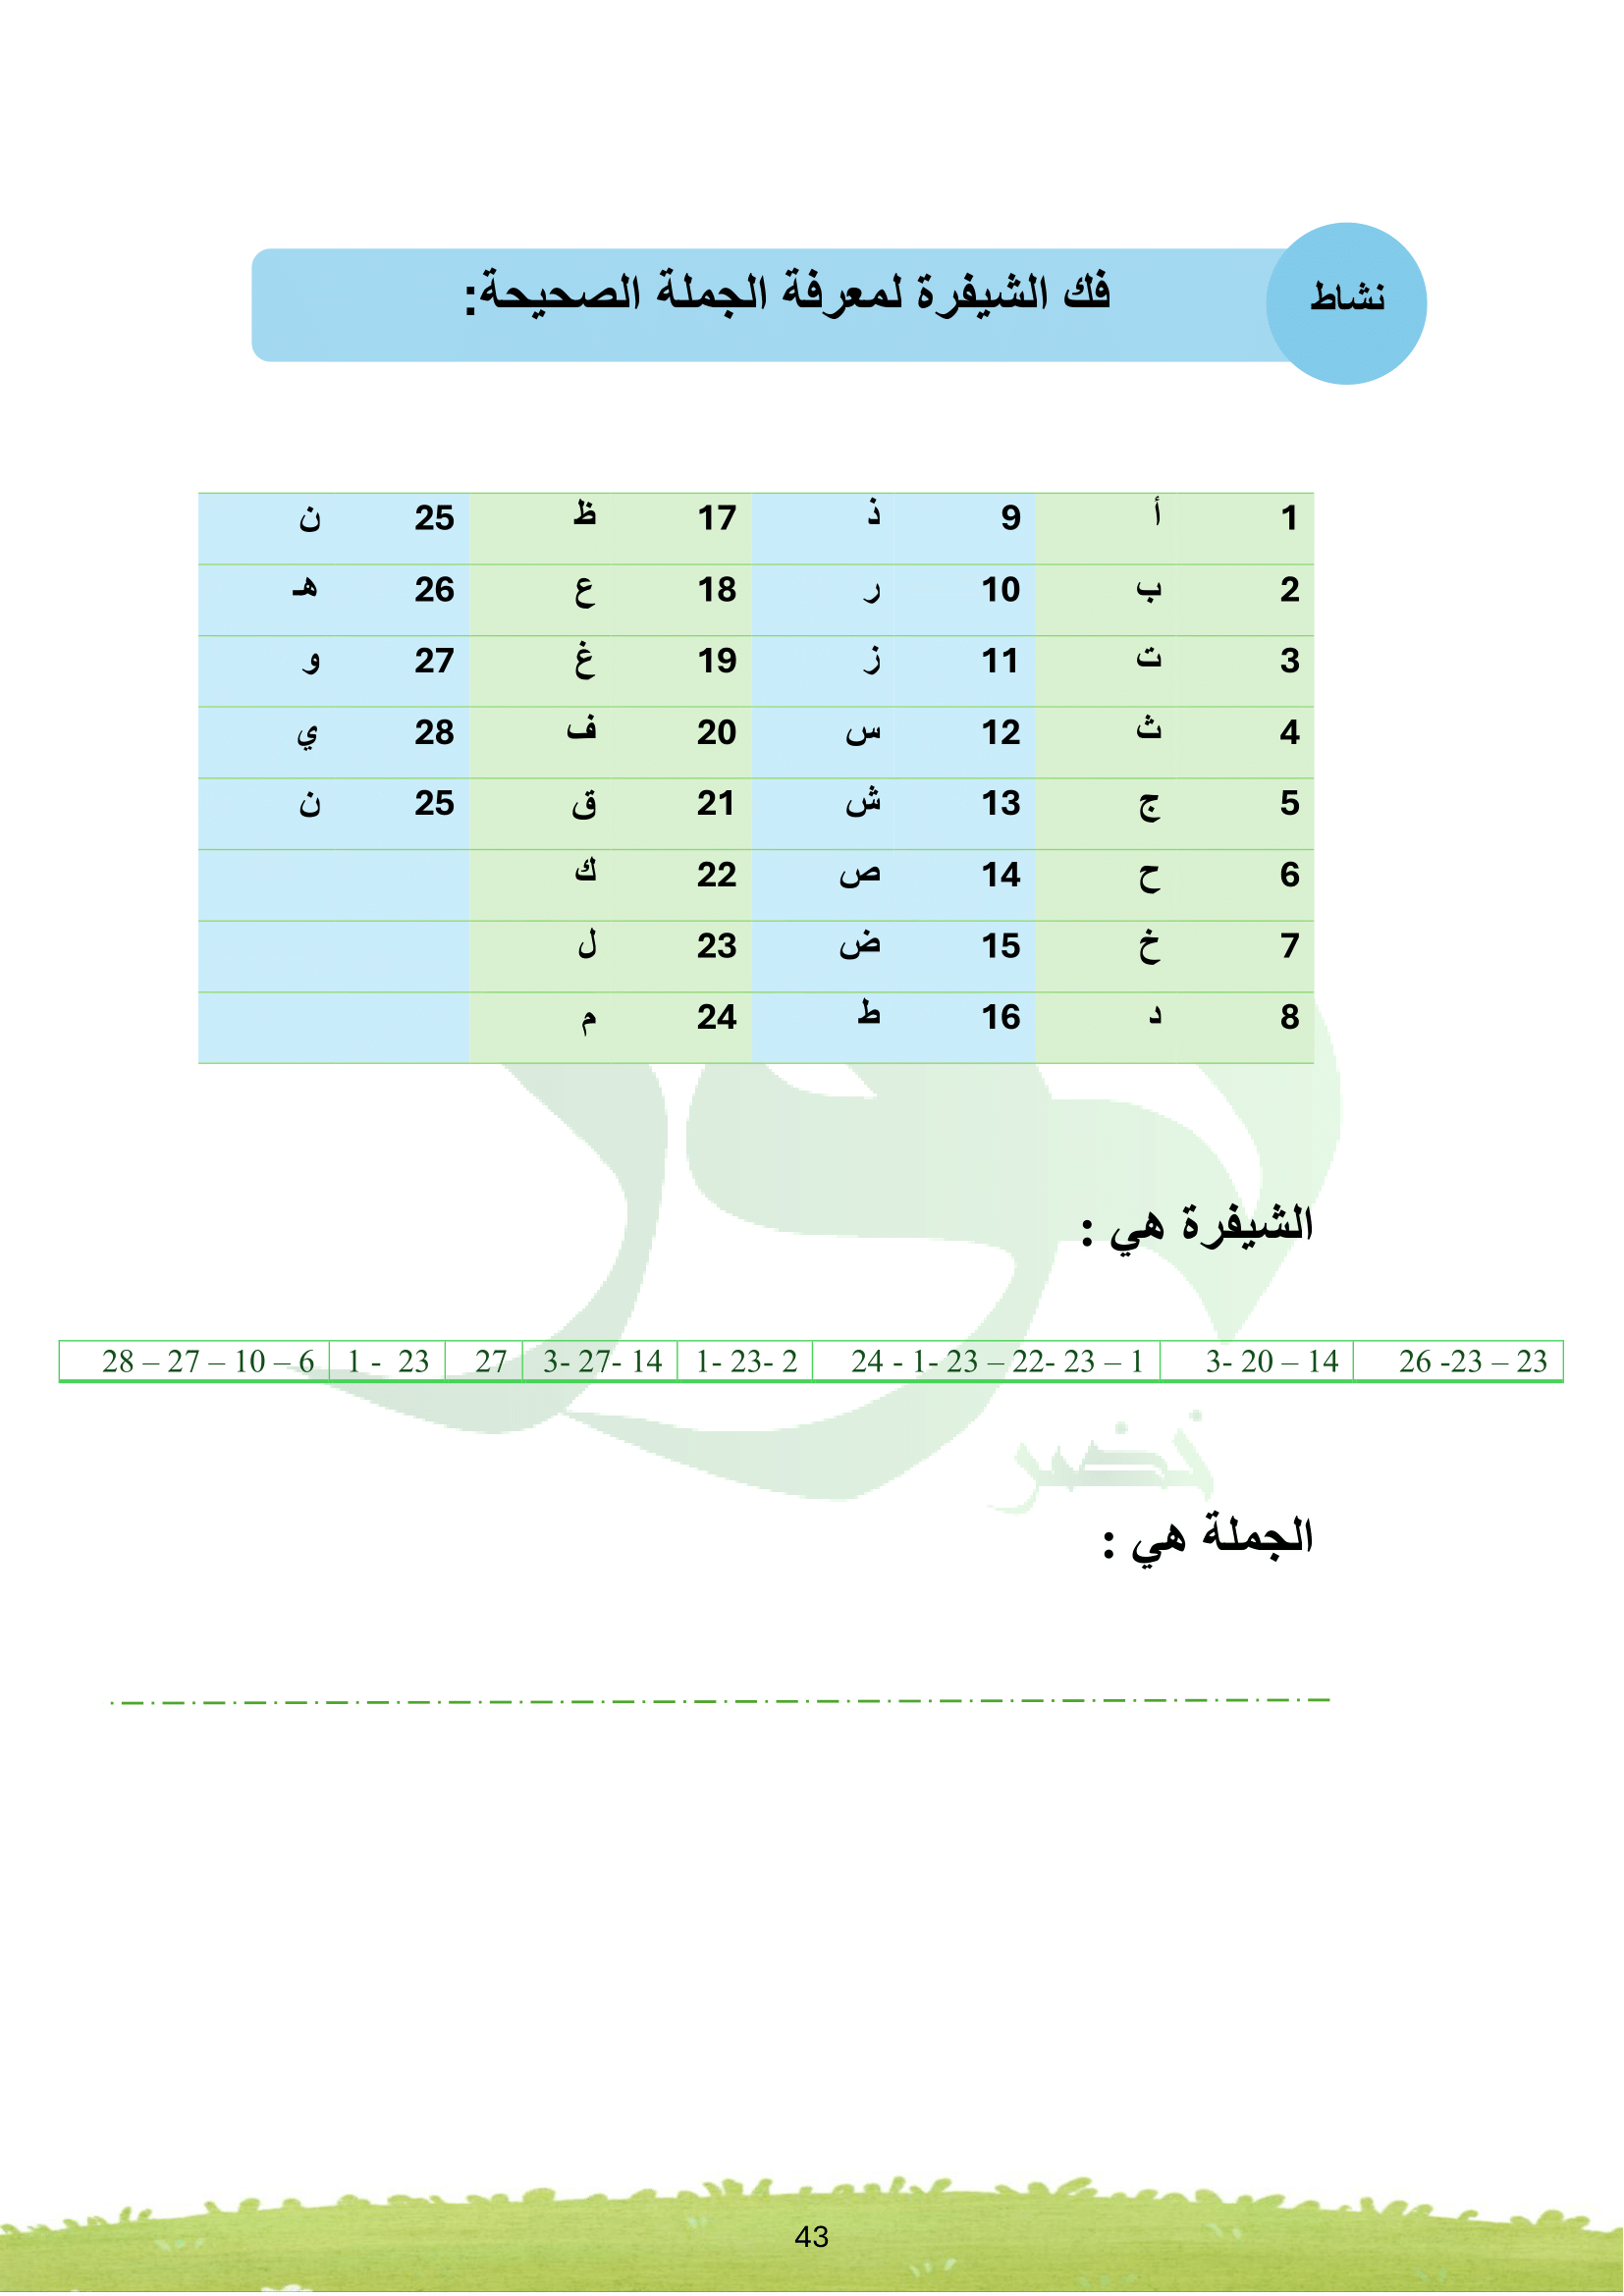 نشاط
فك الشيفرة لمعرفة الجملة الصحيحة:
1 أ 9 ذ 17 ظ 25 ن
2 ب 10 ر 18 ع 26 هـ
3 ت 11 ز 19 غ 27 و
4 ث 12 س 20 ف 28 ي
5 ج 13 ش 21 ق 25 ن
6 ح 14 ص 22 ك
7 خ 15 ض 23 ل
8 د 16 ط 24 م
الشيفرة هي :
23 – 23- 26 14 – 20 -3 1 – 23 -22 – 23 -1 - 24 2 -23 -1 14 -27 -3 27 23 - 1 6 – 10 – 27 – 28
نضر
الجملة هي :
43